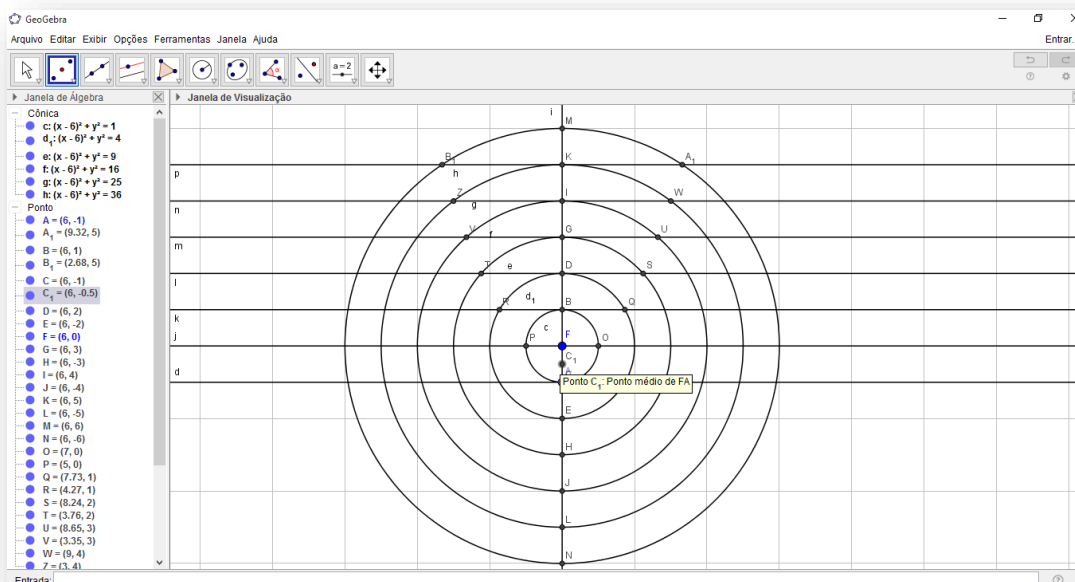 GeoGebra
Arquivo Editar Exibir Opções Ferramentas Janela Ajuda
Entrar.
a=2
Janela de Álgebra
Janela de Visualização
Cônica
c: (x - 6)² + y² = 1
d₁: (x - 6)² + y² = 4
e: (x - 6)² + y² = 9
f: (x - 6)² + y² = 16
g: (x - 6)² + y² = 25
h: (x - 6)² + y² = 36
Ponto
A = (6, -1)
A₁ = (9.32, 5)
B = (6, 1)
B₁ = (2.68, 5)
C = (6, -1)
C₁ = (6, -0.5)
D = (6, 2)
E = (6, -2)
F = (6, 0)
G = (6, 3)
H = (6, -3)
I = (6, 4)
J = (6, -4)
K = (6, 5)
L = (6, -5)
M = (6, 6)
N = (6, -6)
O = (7, 0)
P = (5, 0)
Q = (7.73, 1)
R = (4.27, 1)
S = (8.24, 2)
T = (3.76, 2)
U = (8.65, 3)
V = (3.35, 3)
W = (9, 4)
Z = (3, 4)
i
M
B₁
K
A₁
p
h
Z
I
W
n
g
V
f
G
U
m
T
e
D
S
l
R
d₁
B
Q
k
c
F
P
O
j
C₁
d
Ponto C₁: Ponto médio de FA
E
H
J
L
N
Entrada: